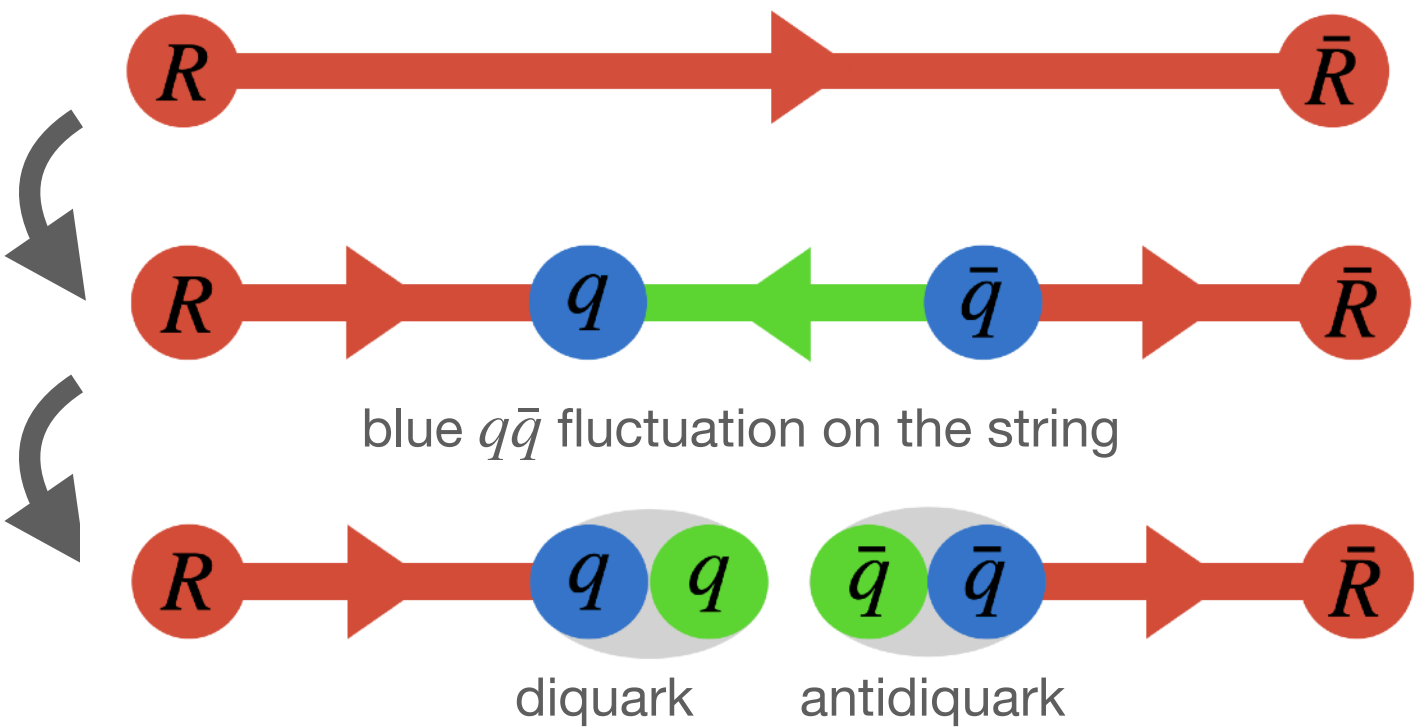 R R̄
R q q̄ R̄
blue qq̄ fluctuation on the string
R q q q̄ q̄ R̄
diquark antidiquark